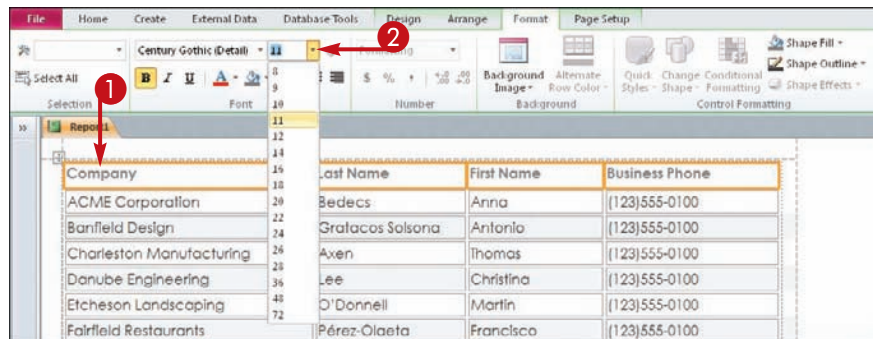 File Home Create External Data Database Tools Design Arrange Format Page Setup
Century Gothic (Detail) 11 2 Shape Fill
Select All B I U A $ % , Background Image Alternate Row Color Quick Styles Change Shape Conditional Formatting Shape Outline
Shape Effects
Selection 1 Font Number Background Control Formatting
Report1
8
9
10
11
12
14
16
18
20
22
24
26
28
36
48
72
Company Last Name First Name Business Phone
ACME Corporation Bedecs Anna (123)555-0100
Banfield Design Gratacos Solsona Antonio (123)555-0100
Charleston Manufacturing Axen Thomas (123)555-0100
Danube Engineering Lee Christina (123)555-0100
Etcheson Landscaping O'Donnell Martin (123)555-0100
Fairfield Restaurants Pérez-Olaeta Francisco (123)555-0100